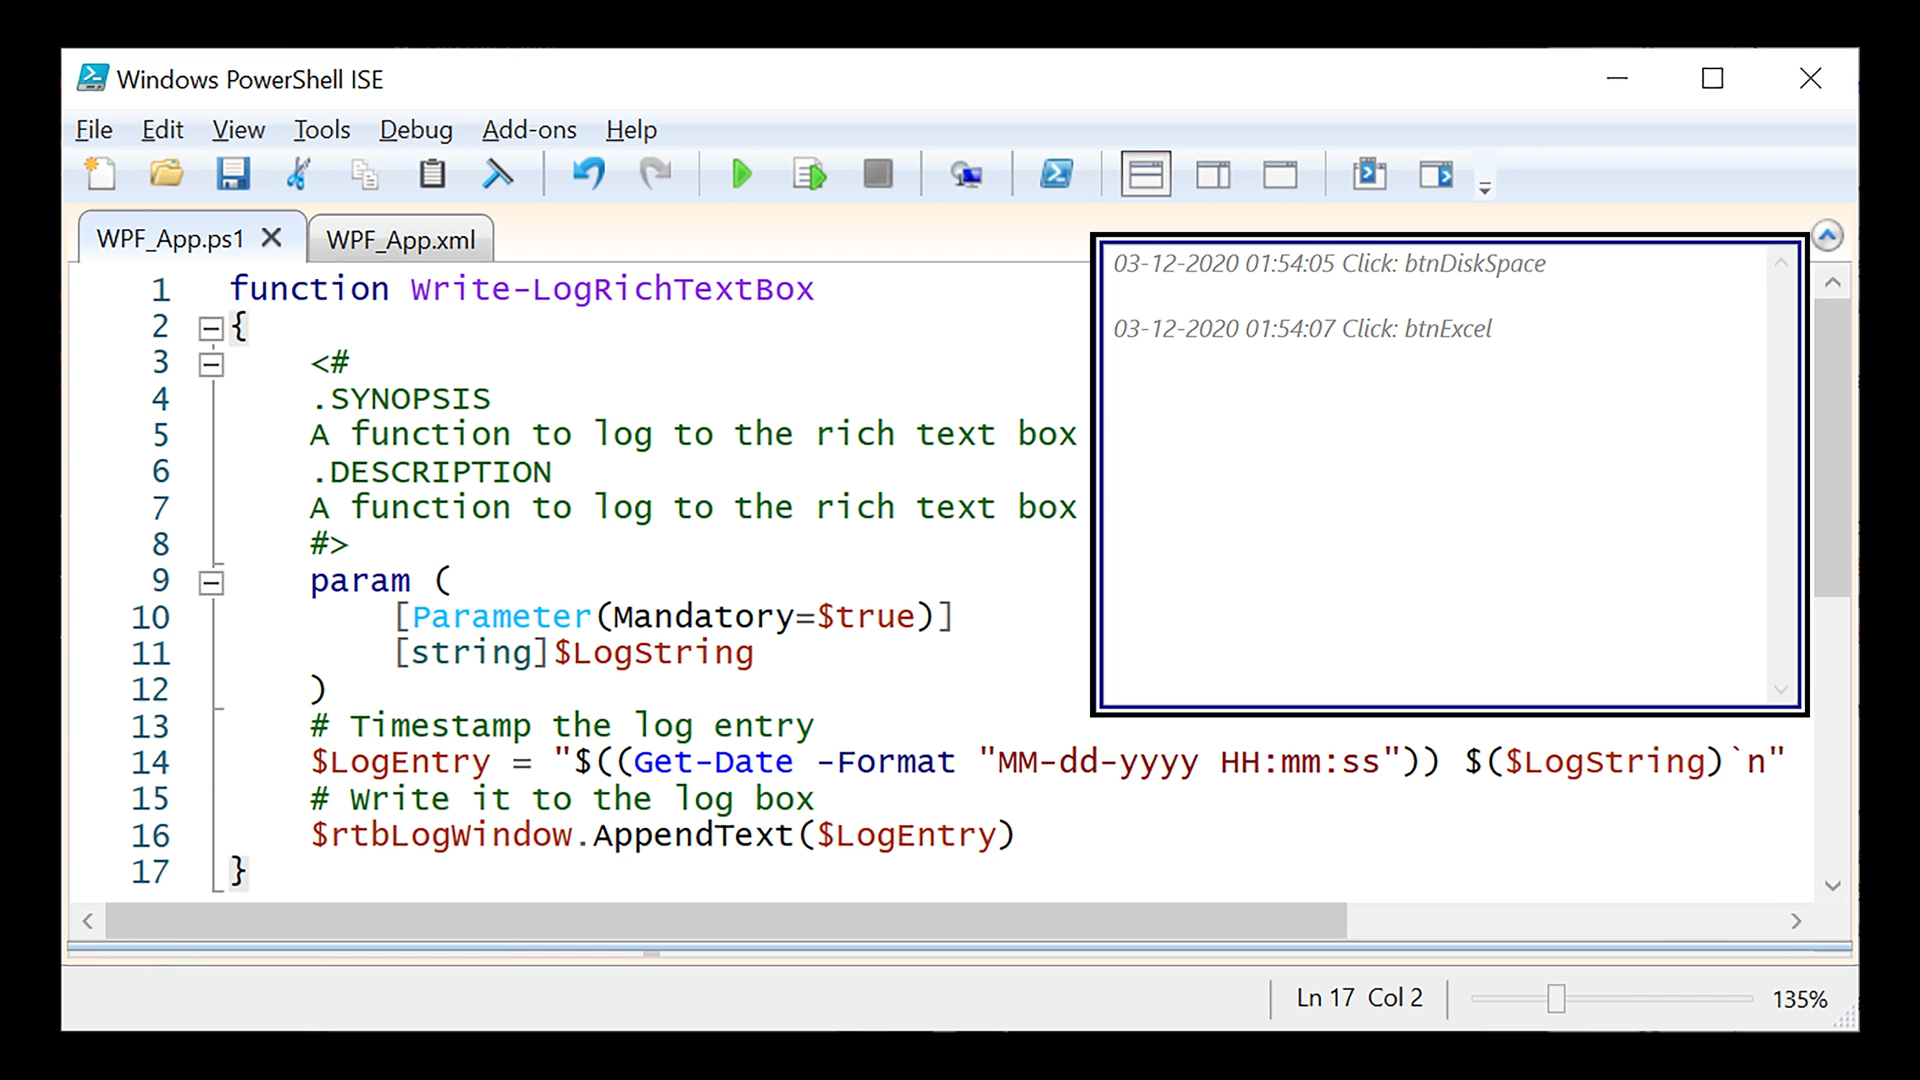 Windows PowerShell ISE
File Edit View Tools Debug Add-ons Help
WPF_App.ps1 WPF_App.xml
1 function Write-LogRichTextBox
2 {
3 <#
4 .SYNOPSIS
5 A function to log to the rich text box
6 .DESCRIPTION
7 A function to log to the rich text box
8 #>
9 param (
10 [Parameter(Mandatory=$true)]
11 [string]$LogString
12 )
13 # Timestamp the log entry
14 $LogEntry = "$((Get-Date -Format "MM-dd-yyyy HH:mm:ss")) $($LogString)`n"
15 # Write it to the log box
16 $rtbLogWindow.AppendText($LogEntry)
17 }
03-12-2020 01:54:05 Click: btnDiskSpace
03-12-2020 01:54:07 Click: btnExcel
Ln 17 Col 2 135%